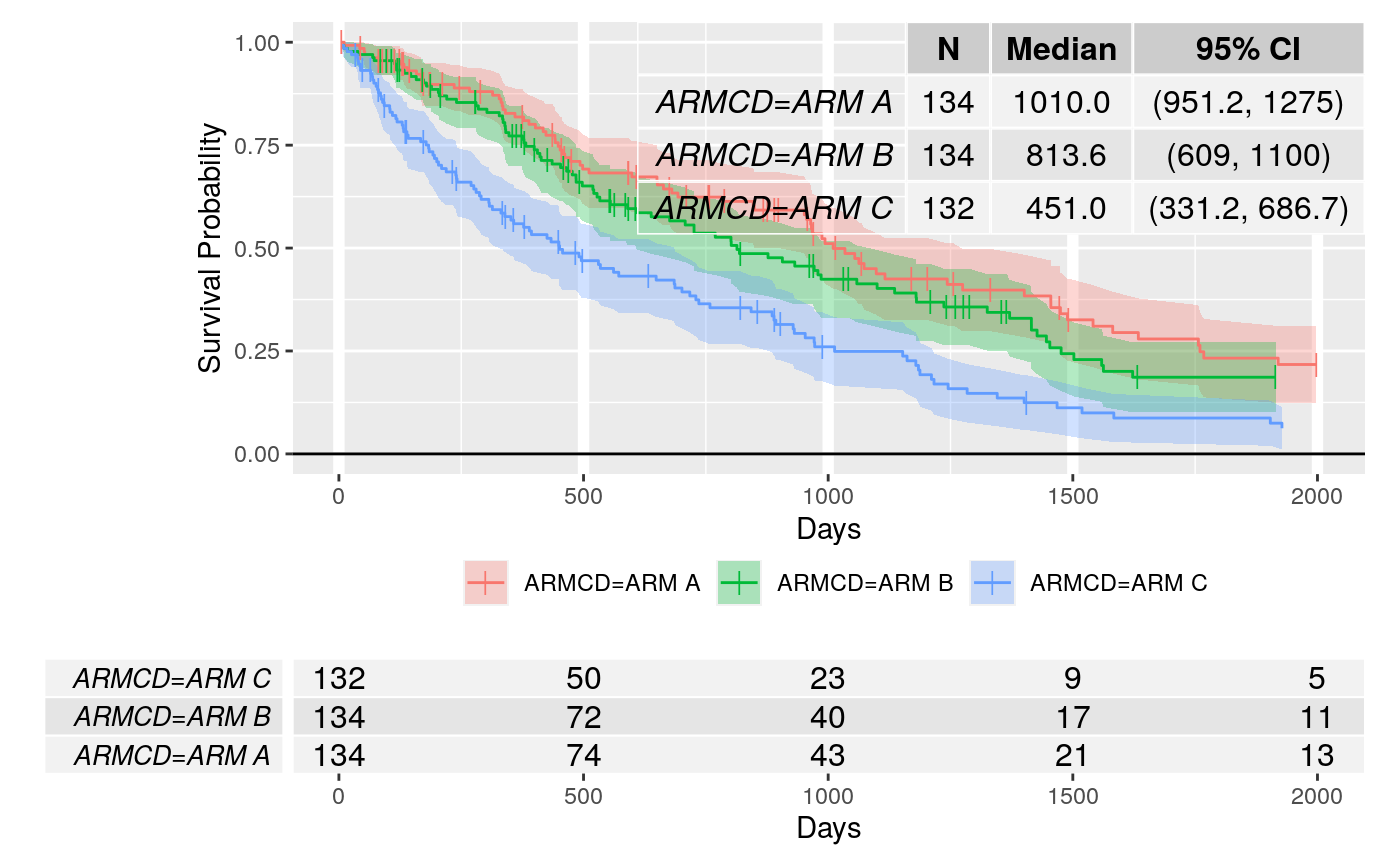 N Median 95% CI
ARMCD=ARM A 134 1010.0 (951.2, 1275)
ARMCD=ARM B 134 813.6 (609, 1100)
ARMCD=ARM C 132 451.0 (331.2, 686.7)
1.00
0.75
0.50
0.25
0.00
Survival Probability
0 500 1000 1500 2000
Days
ARMCD=ARM A ARMCD=ARM B ARMCD=ARM C
ARMCD=ARM C 132 50 23 9 5
ARMCD=ARM B 134 72 40 17 11
ARMCD=ARM A 134 74 43 21 13
0 500 1000 1500 2000
Days